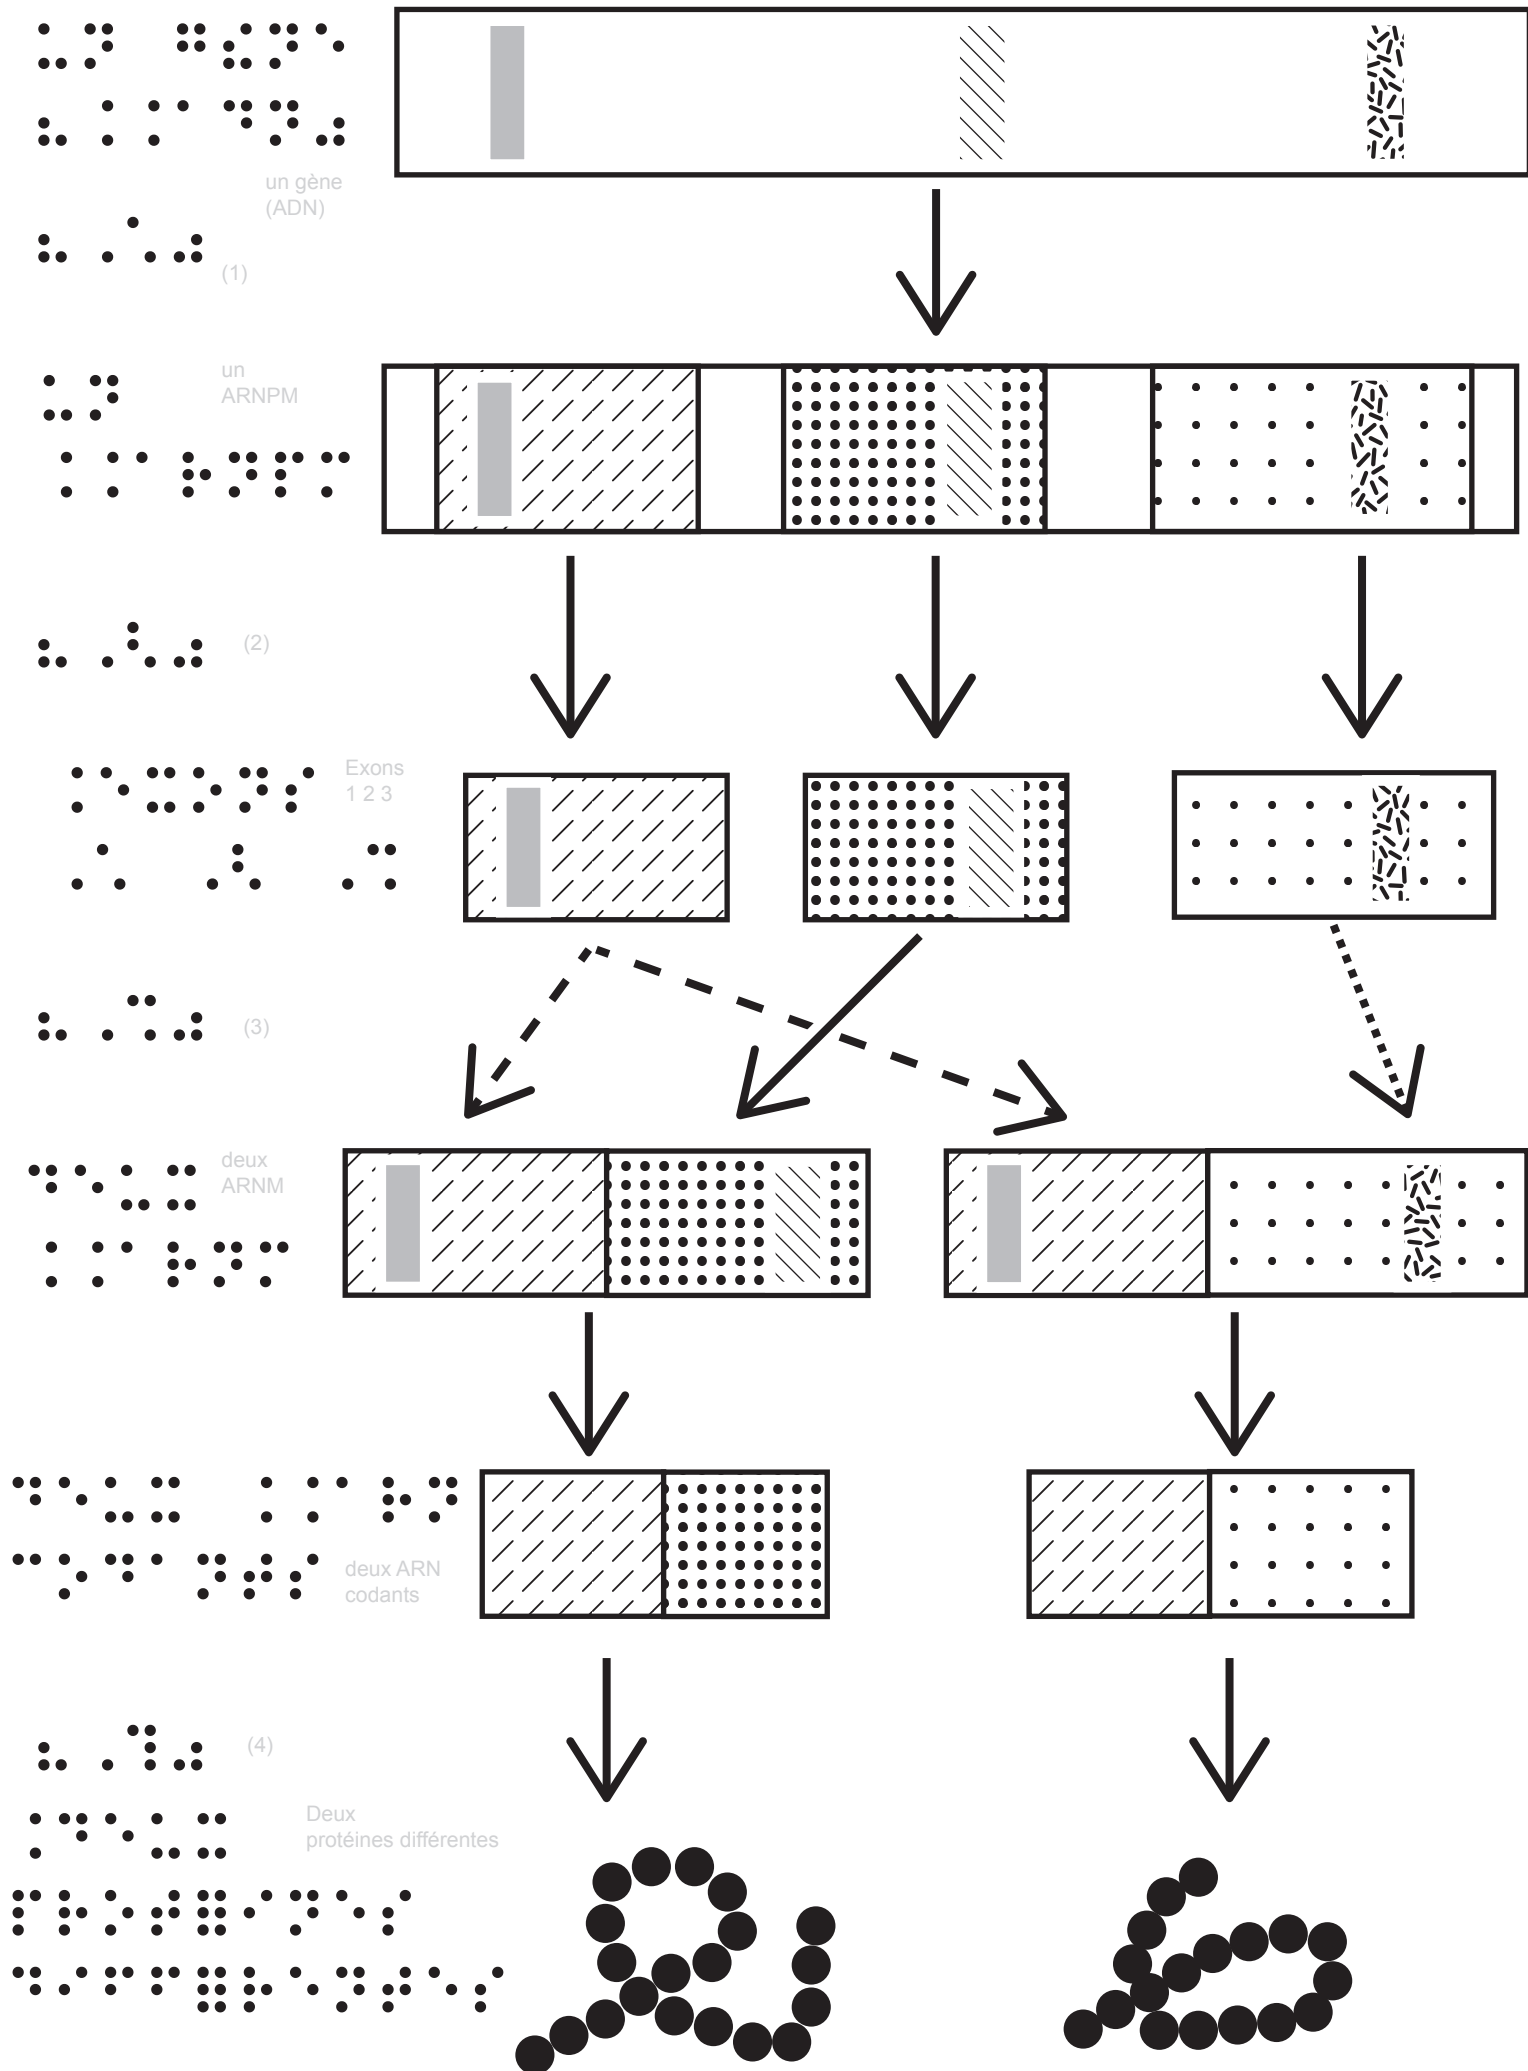 ⠥⠝ ⠛⠮⠝⠑
⠦⠨⠨⠁⠙⠝⠴
un gène
(ADN)
⠦⠠⠡⠴
(1)
⠥⠝
⠨⠨⠁⠗⠝⠏⠍
un
ARNPM
⠦⠠⠣⠴
(2)
⠨⠑⠭⠕⠝⠎
⠠⠡ ⠠⠣ ⠠⠩
Exons
1 2 3
⠦⠠⠩⠴
(3)
⠙⠑⠥⠭
⠨⠨⠁⠗⠝⠍
deux
ARNM
⠙⠑⠥⠭ ⠨⠨⠁⠗⠝
⠉⠕⠙⠁⠝⠞⠎
deux ARN
codants
⠦⠠⠹⠴
(4)
⠨⠙⠑⠥⠭
Deux
protéines différentes
⠏⠗⠕⠞⠿⠊⠝⠑⠎
⠙⠊⠋⠋⠿⠗⠑⠝⠞⠑⠎